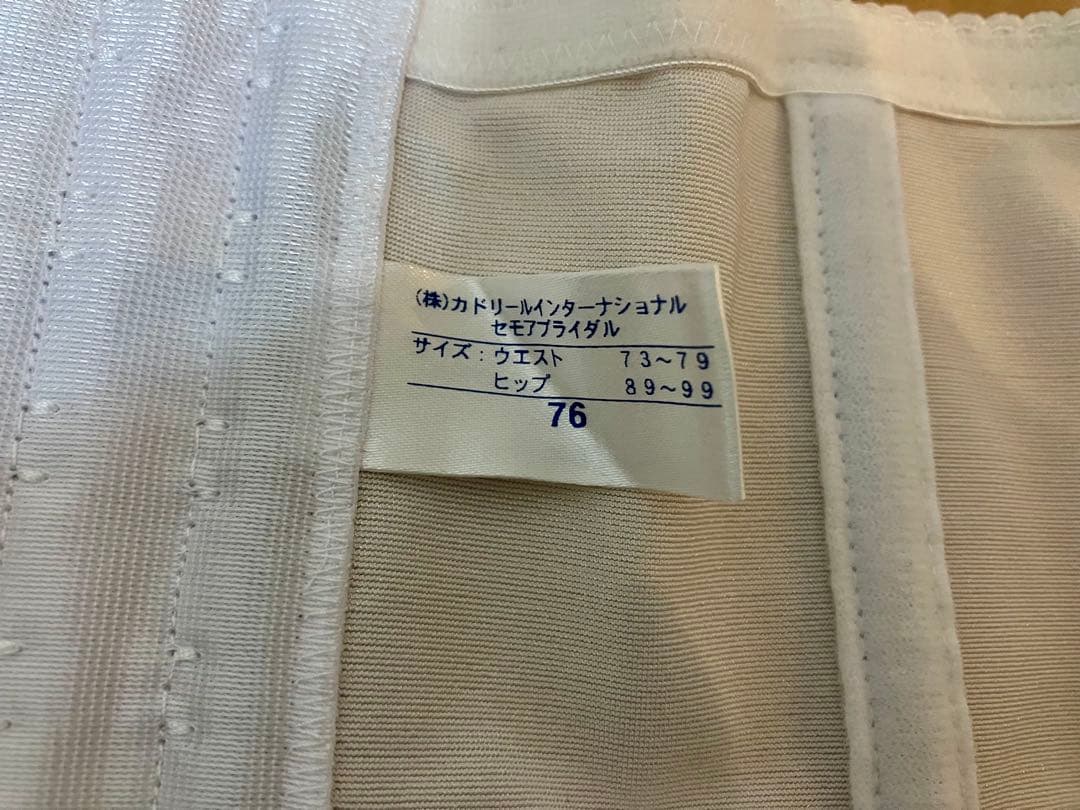 (株)カドリールインターナショナル
セモアブライダル
サイズ:ウエスト 73~79
ヒップ 89~99
76